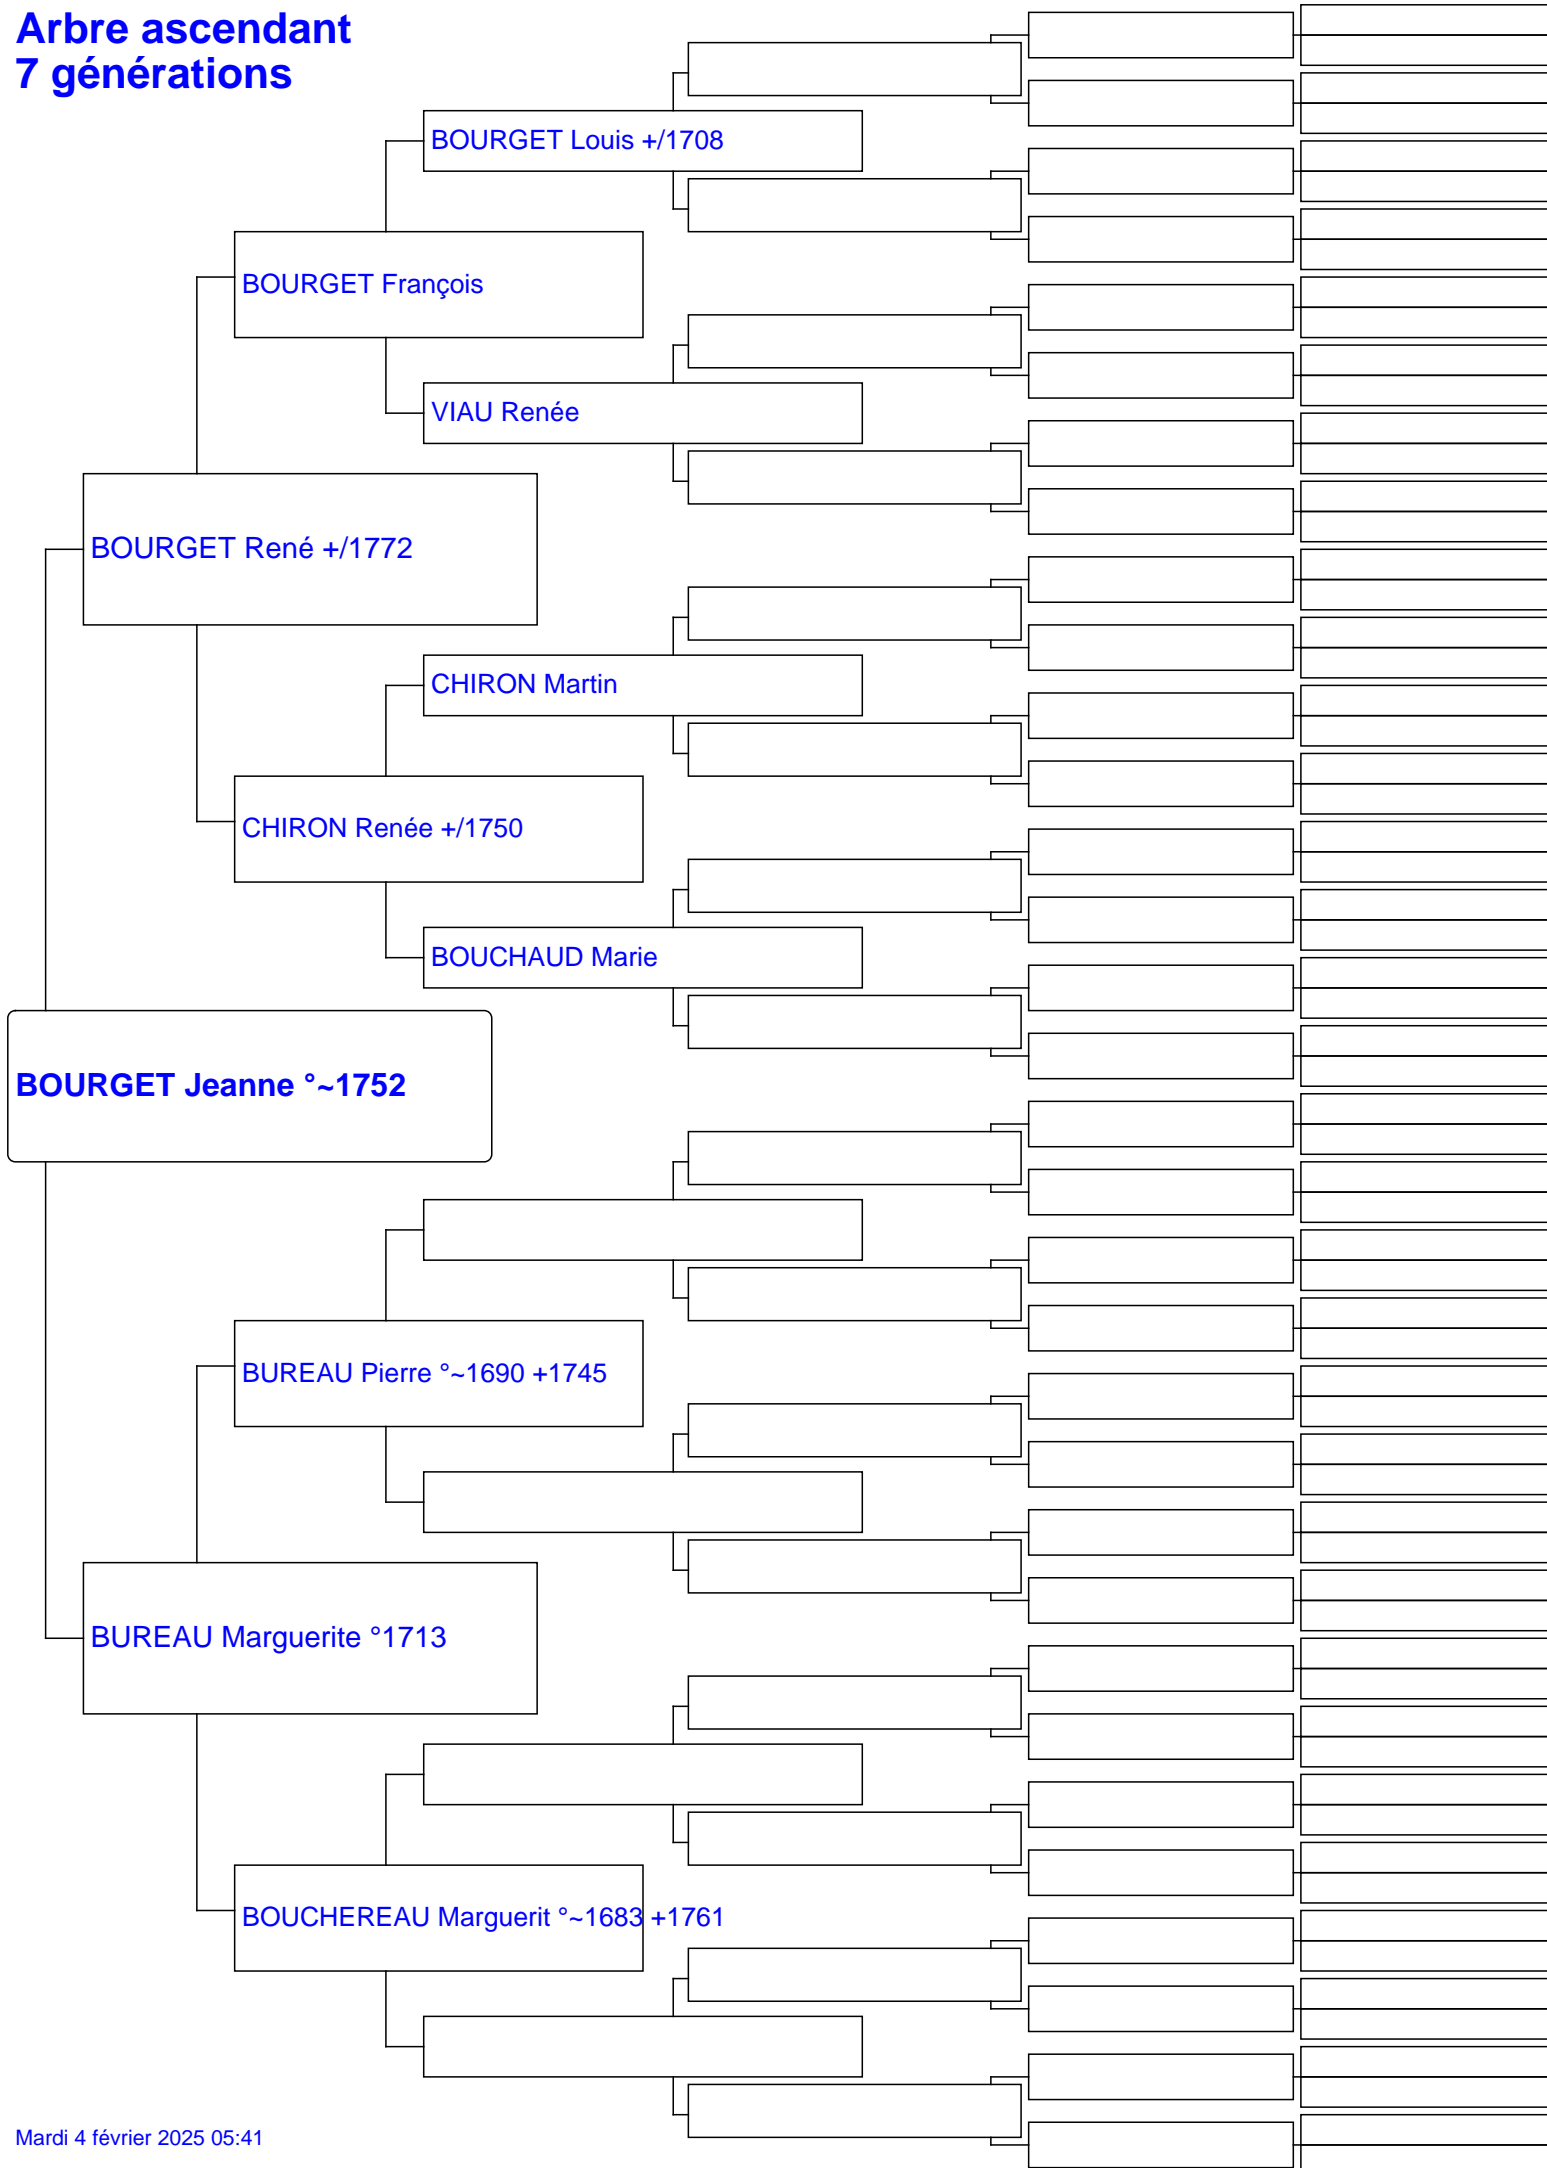 Arbre ascendant
7 générations
BOURGET Louis +/1708
BOURGET François
VIAU Renée
BOURGET René +/1772
CHIRON Martin
CHIRON Renée +/1750
BOUCHAUD Marie
BOURGET Jeanne °~1752
BUREAU Pierre °~1690 +1745
BUREAU Marguerite °1713
BOUCHEREAU Marguerit °~1683 +1761
Mardi 4 février 2025 05:41